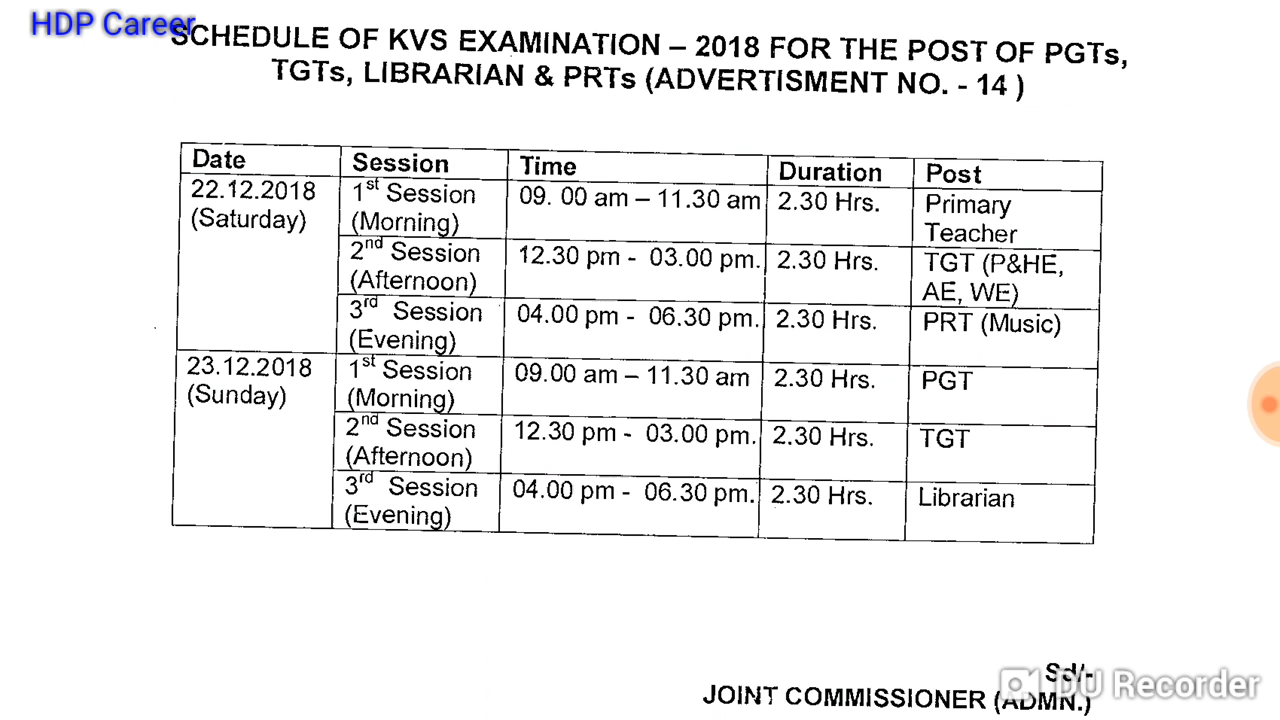 HDP Career
SCHEDULE OF KVS EXAMINATION – 2018 FOR THE POST OF PGTs,
TGTs, LIBRARIAN & PRTs (ADVERTISMENT NO. - 14 )
Date Session Time Duration Post
22.12.2018 1st Session 09. 00 am – 11.30 am 2.30 Hrs. Primary
(Saturday) (Morning) Teacher
2nd Session 12.30 pm - 03.00 pm. 2.30 Hrs. TGT (P&HE,
(Afternoon) AE, WE)
3rd Session 04.00 pm - 06.30 pm. 2.30 Hrs. PRT (Music)
(Evening)
23.12.2018 1st Session 09.00 am – 11.30 am 2.30 Hrs. PGT
(Sunday) (Morning)
2nd Session 12.30 pm - 03.00 pm. 2.30 Hrs. TGT
(Afternoon)
3rd Session 04.00 pm - 06.30 pm. 2.30 Hrs. Librarian
(Evening)
Sd/-
DU Recorder
JOINT COMMISSIONER (ADMN.)